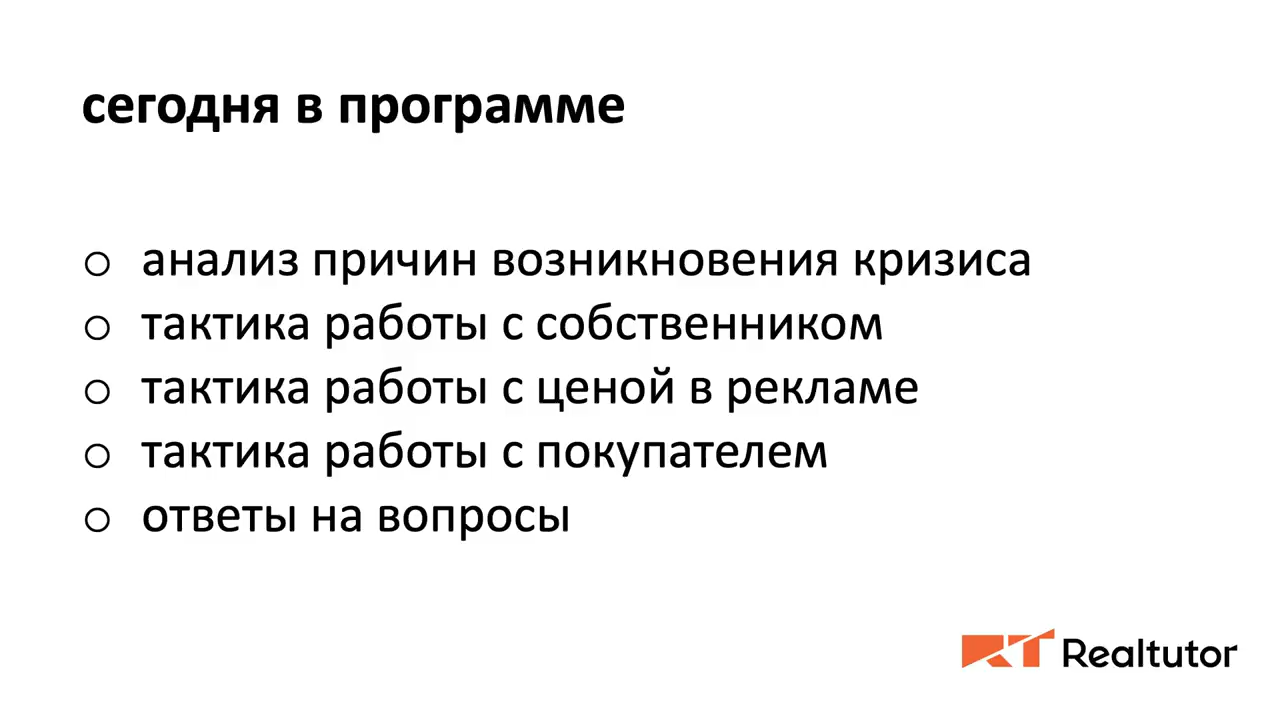 сегодня в программе
o анализ причин возникновения кризиса
o тактика работы с собственником
o тактика работы с ценой в рекламе
o тактика работы с покупателем
o ответы на вопросы
RT Realtutor